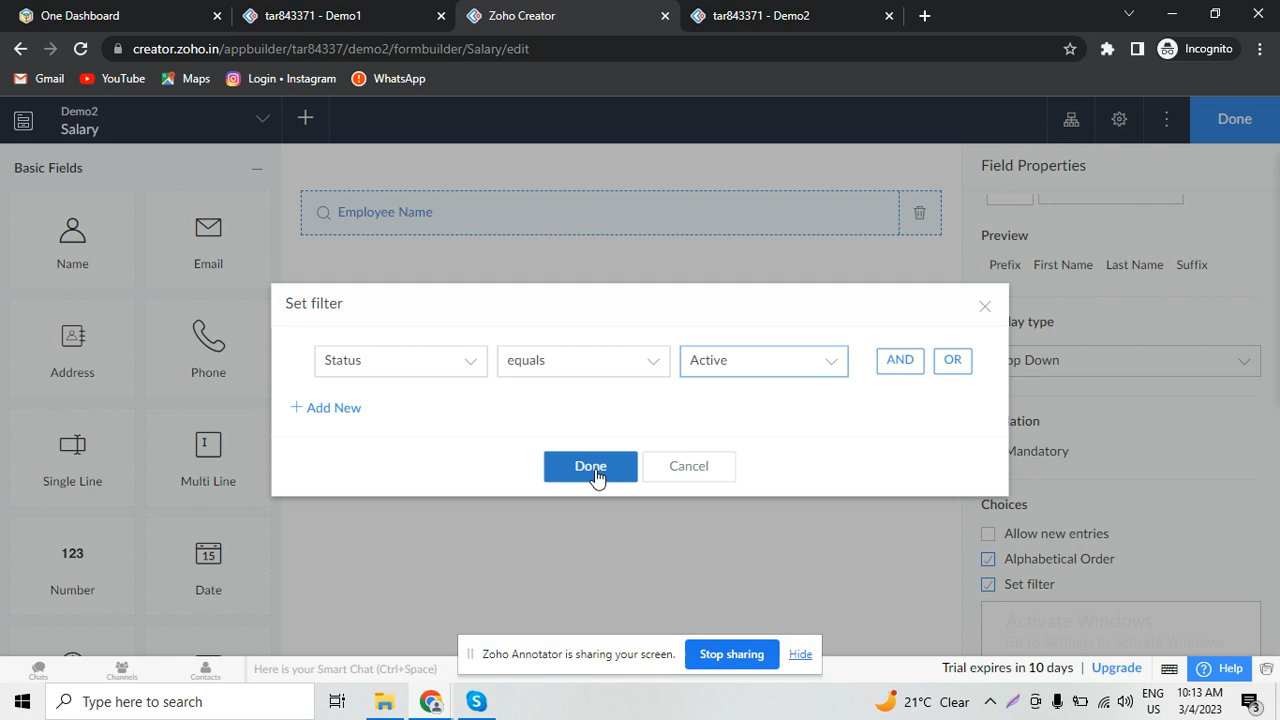 One Dashboard
tar843371 - Demo1
Zoho Creator
tar843371 - Demo2
creator.zoho.in/appbuilder/tar84337/demo2/formbuilder/Salary/edit
Incognito
Gmail
YouTube
Maps
Login • Instagram
WhatsApp
Demo2
Salary
Done
Basic Fields
Name
Email
Address
Phone
Single Line
Multi Line
123
Number
15
Date
Employee Name
Field Properties
Preview
Prefix First Name Last Name Suffix
lay type
op Down
lation
Mandatory
Choices
Allow new entries
Alphabetical Order
Set filter
Set filter
Status
equals
Active
AND
OR
+ Add New
Done
Cancel
Activate Windows
Go to Settings to activate Windows.
Zoho Annotator is sharing your screen.
Stop sharing
Hide
Chats
Channels
Contacts
Here is your Smart Chat (Ctrl+Space)
Trial expires in 10 days
Upgrade
Help
Type here to search
21°C Clear
ENG
US
10:13 AM
3/4/2023
3